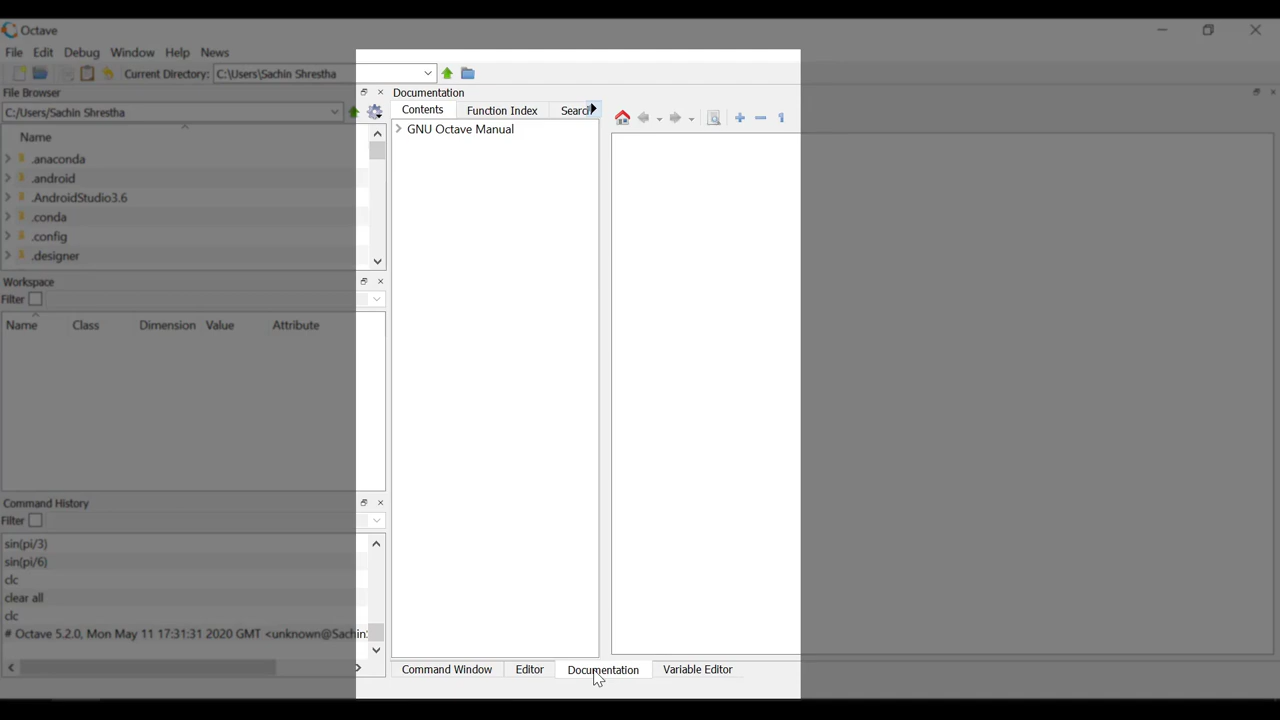 Octave
File Edit Debug Window Help News
Current Directory: C:\Users\Sachin Shrestha
File Browser
C:/Users/Sachin Shrestha
Name
.anaconda
.android
.AndroidStudio3.6
.conda
.config
.designer
Workspace
Filter
Name Class Dimension Value Attribute
Command History
Filter
sin(pi/3)
sin(pi/6)
clc
clear all
clc
# Octave 5.2.0, Mon May 11 17:31:31 2020 GMT <unknown@Sachin
Documentation
Contents Function Index Search
GNU Octave Manual
Command Window Editor Documentation Variable Editor